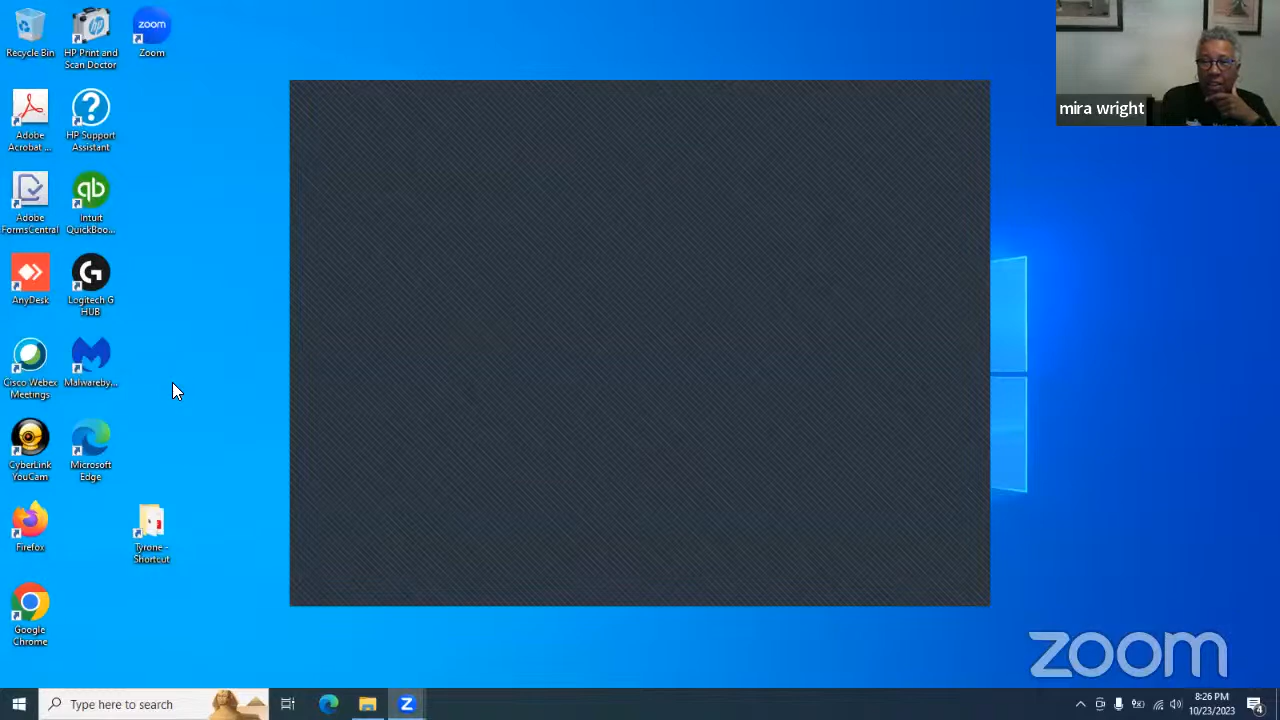 Recycle Bin
HP Print and
Scan Doctor
zoom
Zoom
mira wright
Adobe
Acrobat ...
HP Support
Assistant
Adobe
FormsCentral
qb
Intuit
QuickBoo...
AnyDesk
Logitech G
HUB
Cisco Webex
Meetings
Malwareby...
CyberLink
YouCam
Microsoft
Edge
Firefox
Tyrone -
Shortcut
Google
Chrome
zoom
Type here to search
8:26 PM
10/23/2023
4